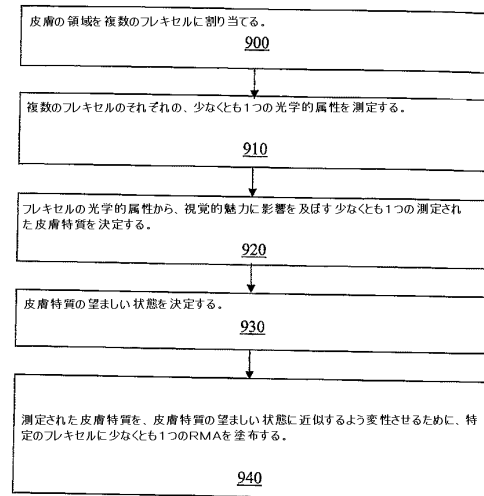 皮膚の領域を複数のフレキセルに割り当てる。
900
複数のフレキセルのそれぞれの、少なくとも1つの光学的属性を測定する。
910
フレキセルの光学的属性から、視覚的魅力に影響を及ぼす少なくとも1つの測定され
た皮膚特質を決定する。
920
皮膚特質の望ましい状態を決定する。
930
測定された皮膚特質を、皮膚特質の望ましい状態に近似するよう変性させるために、特
定のフレキセルに少なくとも1つのRMAを塗布する。
940